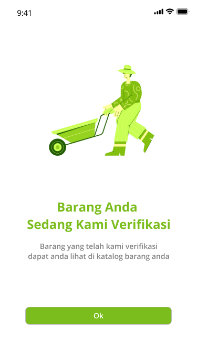 9:41
Barang Anda
Sedang Kami Verifikasi
Barang yang telah kami verifikasi
dapat anda lihat di katalog barang anda
Ok